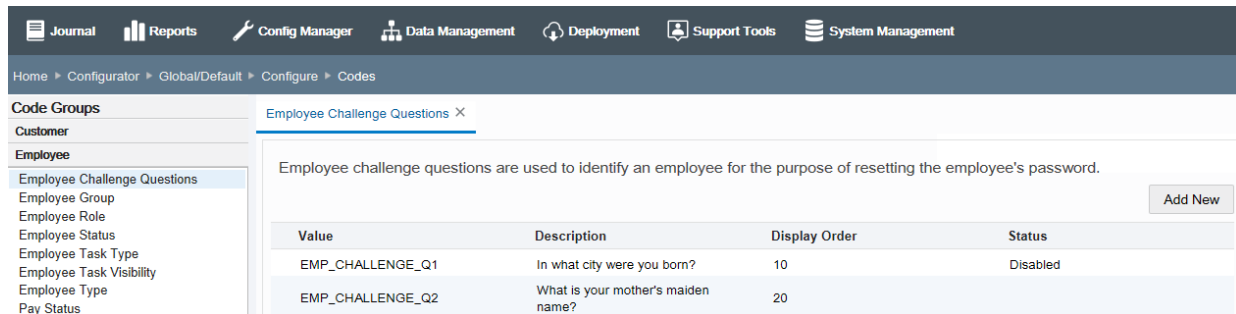 Journal Reports Config Manager Data Management Deployment Support Tools System Management
Home Configurator Global/Default Configure Codes
Code Groups
Customer
Employee
Employee Challenge Questions
Employee Group
Employee Role
Employee Status
Employee Task Type
Employee Task Visibility
Employee Type
Pay Status
Employee Challenge Questions
Employee challenge questions are used to identify an employee for the purpose of resetting the employee's password.
Add New
Value Description Display Order Status
EMP_CHALLENGE_Q1 In what city were you born? 10 Disabled
EMP_CHALLENGE_Q2 What is your mother's maiden 20
name?